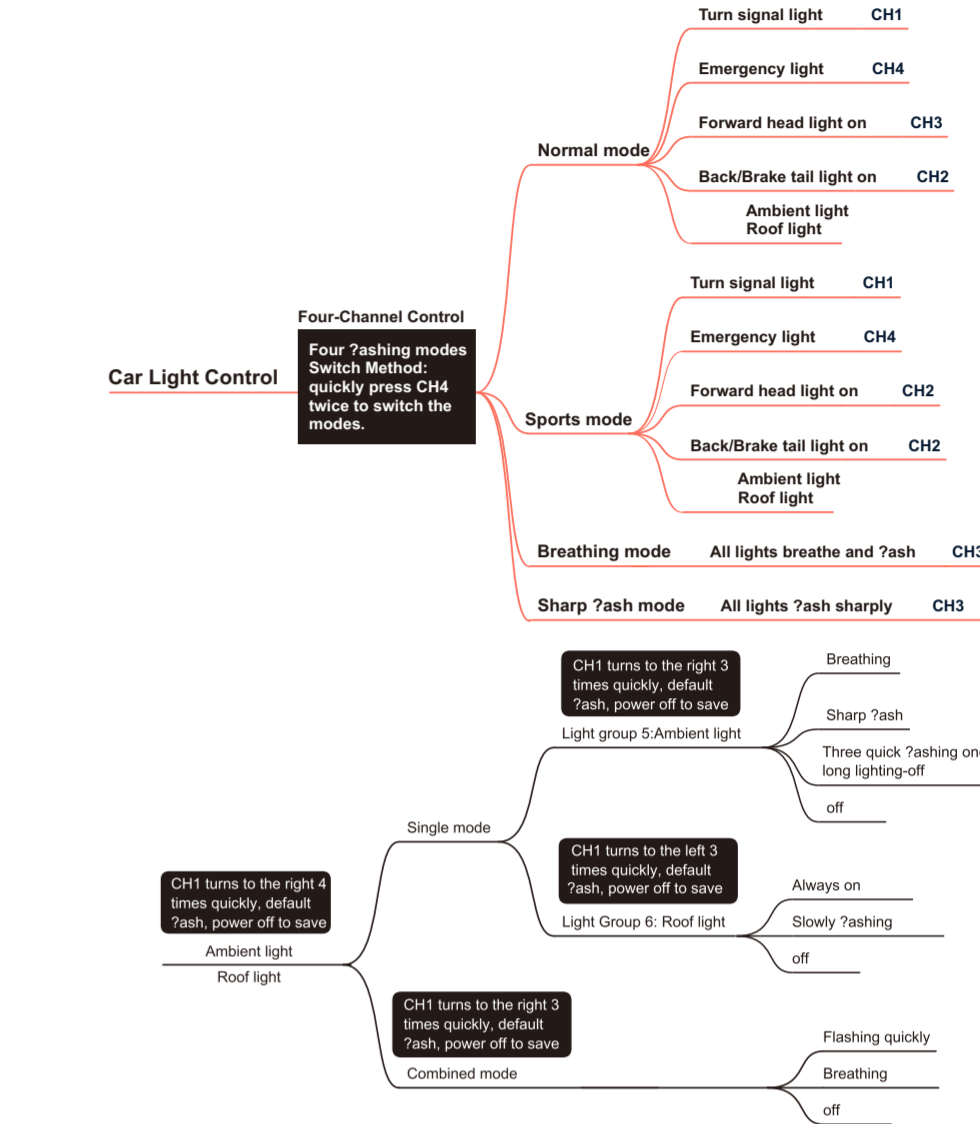 Turn signal light CH1
Emergency light CH4
Forward head light on CH3
Normal mode
Back/Brake tail light on CH2
Ambient light
Roof light
Turn signal light CH1
Four-Channel Control
Emergency light CH4
Four ?ashing modes
Switch Method:
quickly press CH4
twice to switch the
modes.
Car Light Control
Forward head light on CH2
Sports mode
Back/Brake tail light on CH2
Ambient light
Roof light
Breathing mode All lights breathe and ?ash
Sharp ?ash mode All lights ?ash sharply CH3
CH1 turns to the right 3
times quickly, default
?ash, power off to save
Light group 5:Ambient light
Breathing
Sharp ?ash
Three quick ?ashing
long lighting-off
off
Single mode
CH1 turns to the left 3
times quickly, default
?ash, power off to save
Light Group 6: Roof light
Always on
Slowly ?ashing
off
CH1 turns to the right 4
times quickly, default
?ash, power off to save
Ambient light
Roof light
CH1 turns to the right 3
times quickly, default
?ash, power off to save
Combined mode
Flashing quickly
Breathing
off